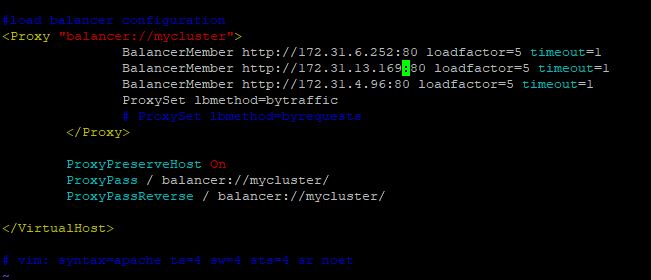 #load balancer configuration
<Proxy "balancer://mycluster">
BalancerMember http://172.31.6.252:80 loadfactor=5 timeout=1
BalancerMember http://172.31.13.169:80 loadfactor=5 timeout=1
BalancerMember http://172.31.4.96:80 loadfactor=5 timeout=1
ProxySet lbmethod=bytraffic
# ProxySet lbmethod=byrequests
</Proxy>
ProxyPreserveHost On
ProxyPass / balancer://mycluster/
ProxyPassReverse / balancer://mycluster/
</VirtualHost>
# vim: syntax=apache ts=4 sw=4 sts=4 sr noet
~